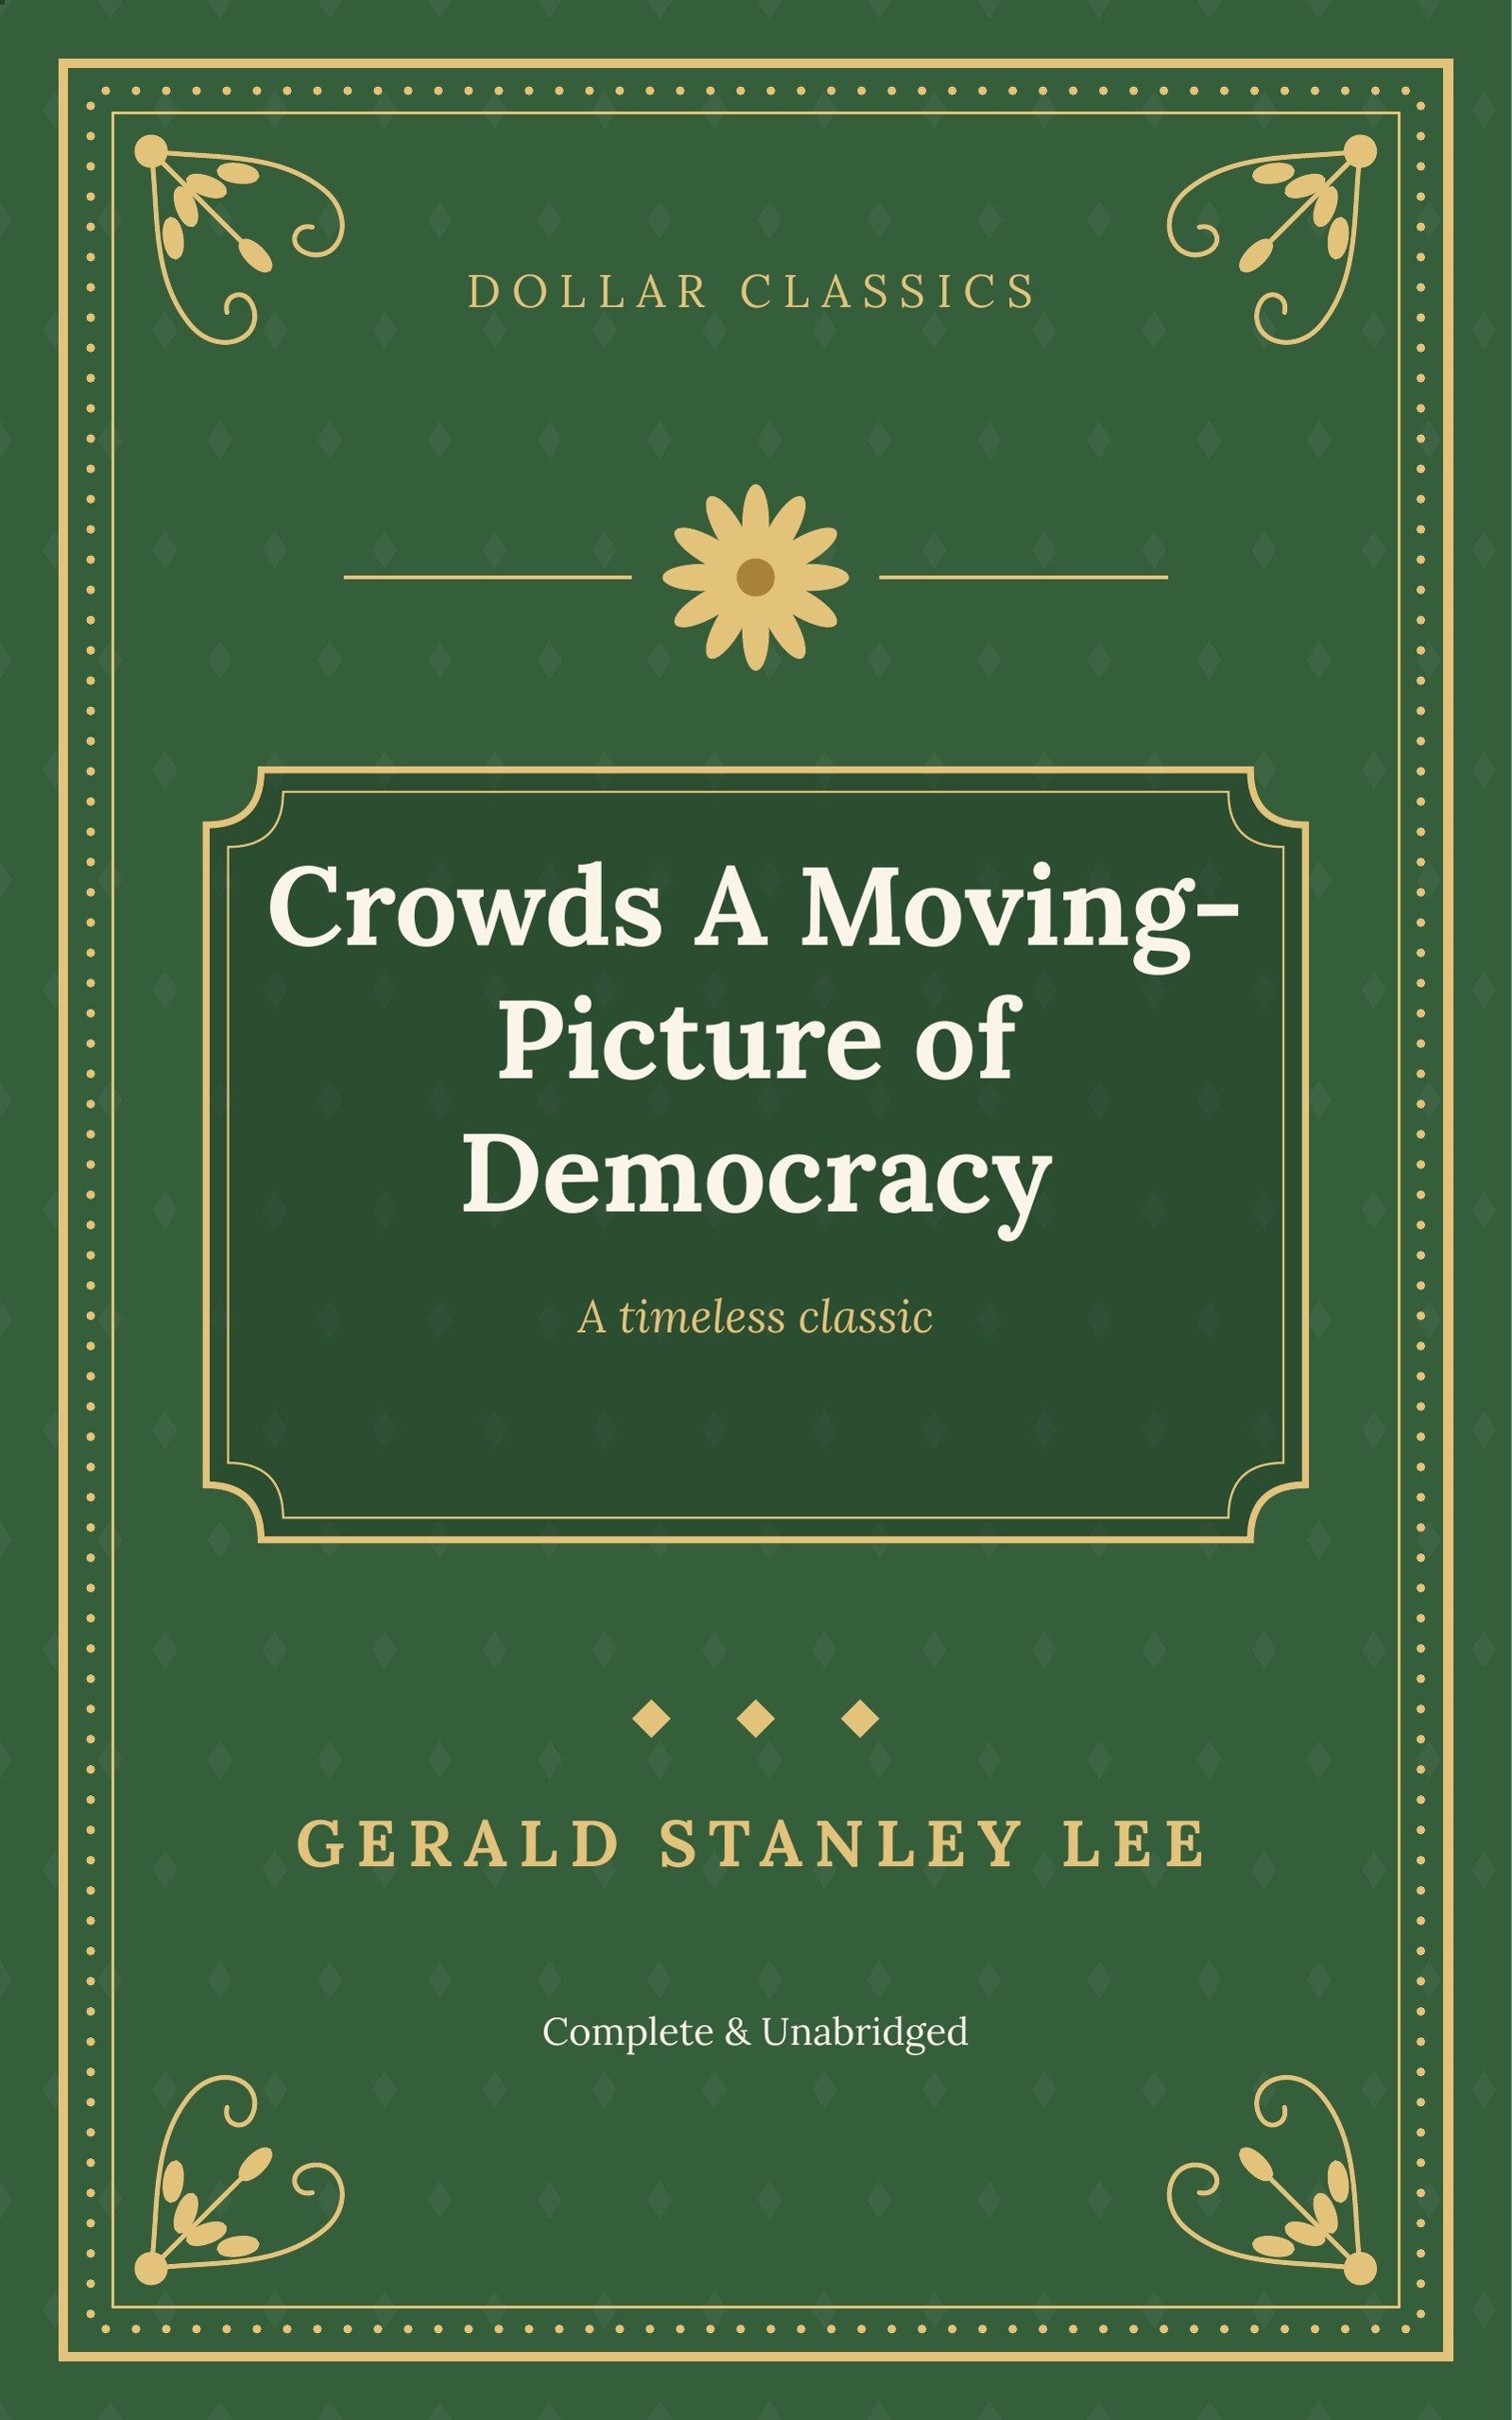 DOLLAR CLASSICS
Crowds A Moving-
Picture of
Democracy
A timeless classic
GERALD STANLEY LEE
Complete & Unabridged